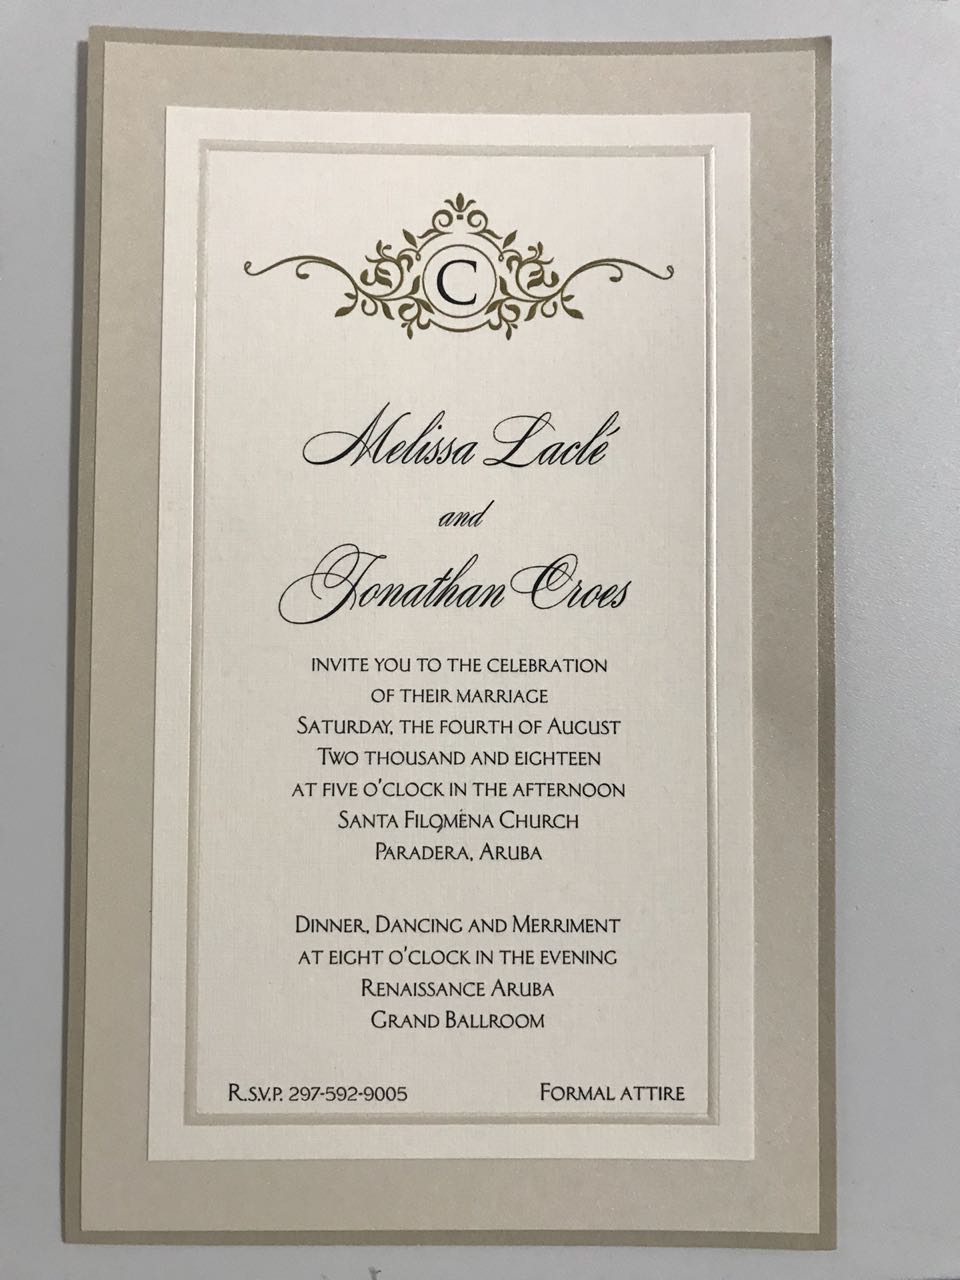 C
Melissa Laclé
and
Jonathan Croes
INVITE YOU TO THE CELEBRATION
OF THEIR MARRIAGE
SATURDAY, THE FOURTH OF AUGUST
TWO THOUSAND AND EIGHTEEN
AT FIVE O'CLOCK IN THE AFTERNOON
SANTA FILOMÈNA CHURCH
PARADERA, ARUBA
DINNER, DANCING AND MERRIMENT
AT EIGHT O'CLOCK IN THE EVENING
RENAISSANCE ARUBA
GRAND BALLROOM
R.S.V.P. 297-592-9005
FORMAL ATTIRE